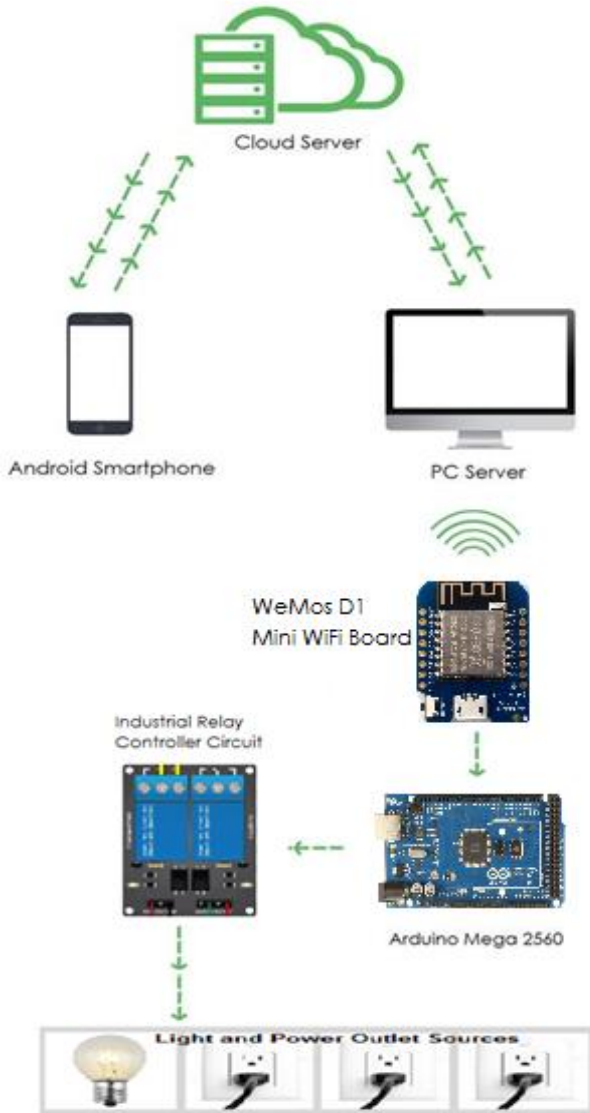 Cloud Server
Android Smartphone
PC Server
WeMos D1
Mini WiFi Board
Industrial Relay
Controller Circuit
Arduino Mega 2560
Light and Power Outlet Sources